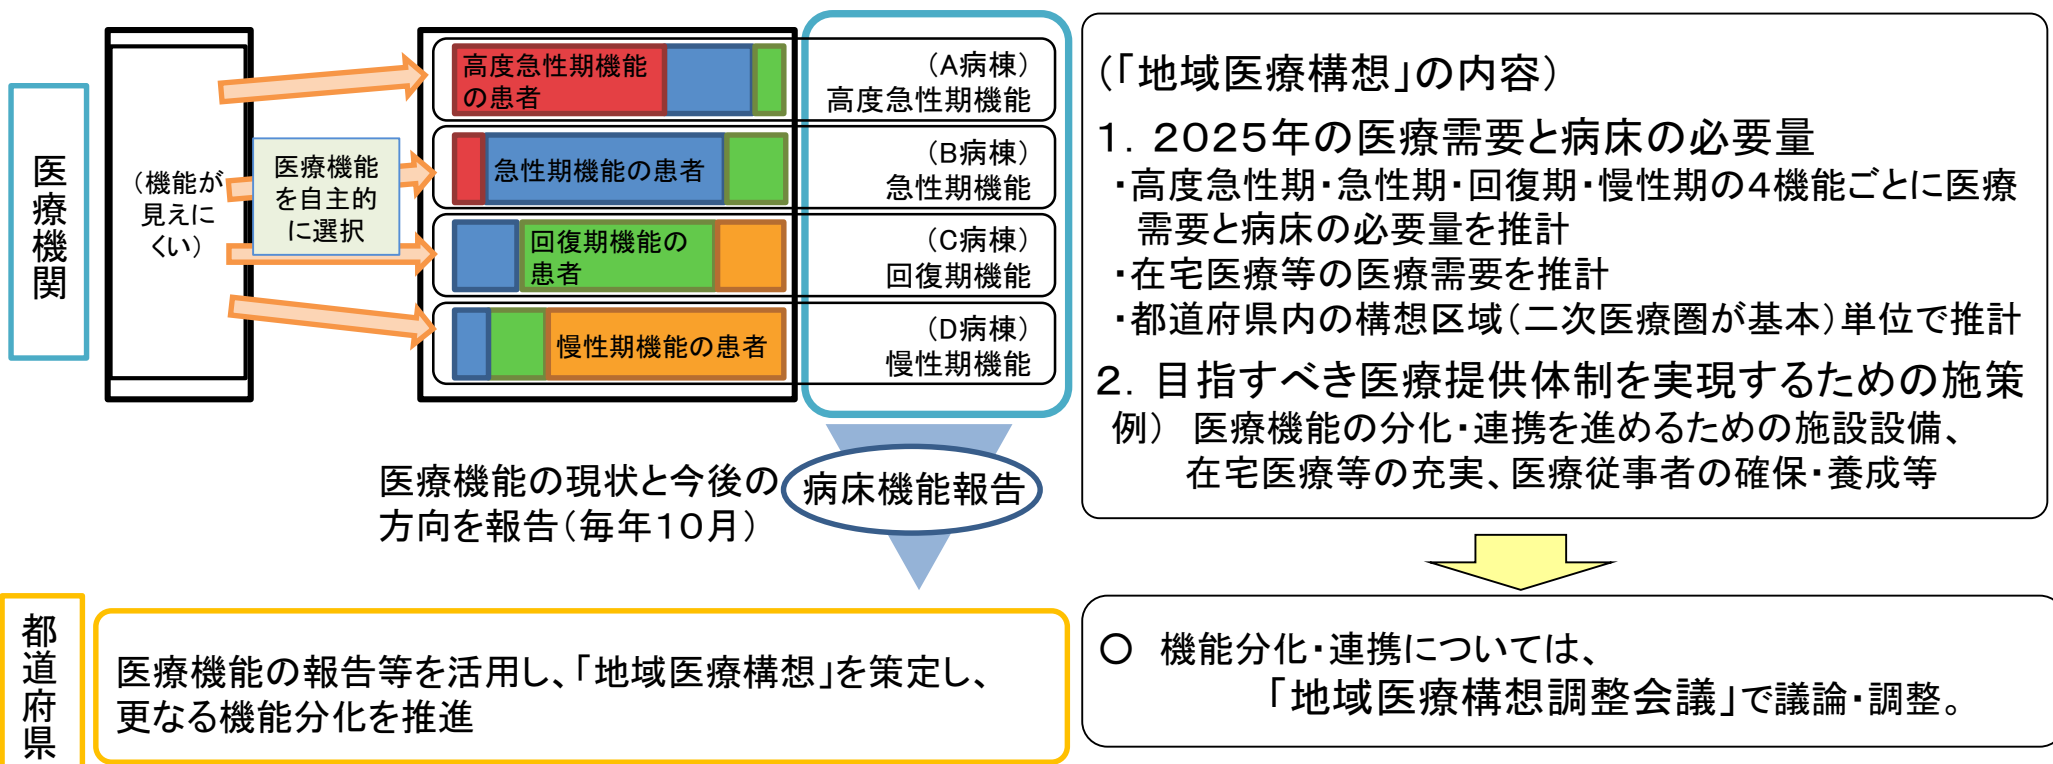 医療機関
(機能が
見えに
くい)
医療機能
を自主的
に選択
高度急性期機能
の患者
(A病棟)
高度急性期機能
急性期機能の患者
(B病棟)
急性期機能
回復期機能の
患者
(C病棟)
回復期機能
慢性期機能の患者
(D病棟)
慢性期機能
医療機能の現状と今後の
方向を報告(毎年10月)
病床機能報告
都道府県
医療機能の報告等を活用し、「地域医療構想」を策定し、
更なる機能分化を推進
(「地域医療構想」の内容)
1．2025年の医療需要と病床の必要量
・高度急性期・急性期・回復期・慢性期の4機能ごとに医療
需要と病床の必要量を推計
・在宅医療等の医療需要を推計
・都道府県内の構想区域(二次医療圏が基本)単位で推計
2．目指すべき医療提供体制を実現するための施策
例) 医療機能の分化・連携を進めるための施設設備、
在宅医療等の充実、医療従事者の確保・養成等
○ 機能分化・連携については、
「地域医療構想調整会議」で議論・調整。